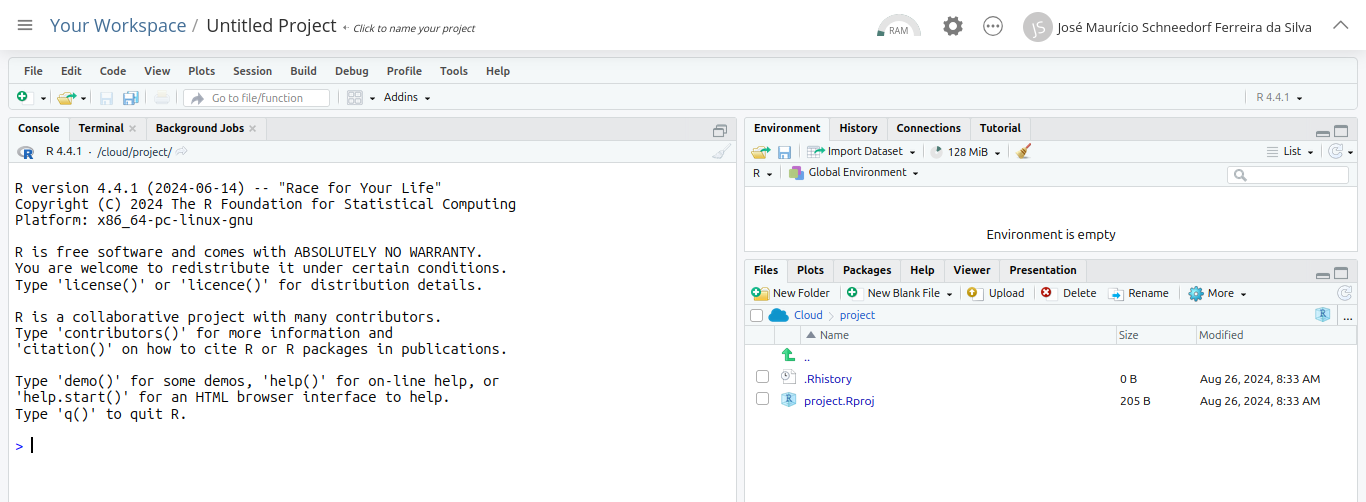 Your Workspace / Untitled Project ← Click to name your project
RAM
JS José Maurício Schneedorf Ferreira da Silva
File Edit Code View Plots Session Build Debug Profile Tools Help
Go to file/function Addins R 4.4.1
Console Terminal Background Jobs
R R 4.4.1 · /cloud/project/
R version 4.4.1 (2024-06-14) -- "Race for Your Life"
Copyright (C) 2024 The R Foundation for Statistical Computing
Platform: x86_64-pc-linux-gnu
R is free software and comes with ABSOLUTELY NO WARRANTY.
You are welcome to redistribute it under certain conditions.
Type 'license()' or 'licence()' for distribution details.
R is a collaborative project with many contributors.
Type 'contributors()' for more information and
'citation()' on how to cite R or R packages in publications.
Type 'demo()' for some demos, 'help()' for on-line help, or
'help.start()' for an HTML browser interface to help.
Type 'q()' to quit R.
>
Environment History Connections Tutorial
Import Dataset 128 MiB List
R Global Environment
Environment is empty
Files Plots Packages Help Viewer Presentation
New Folder New Blank File Upload Delete Rename More
Cloud project R ...
Name Size Modified
..
.Rhistory 0 B Aug 26, 2024, 8:33 AM
project.Rproj 205 B Aug 26, 2024, 8:33 AM